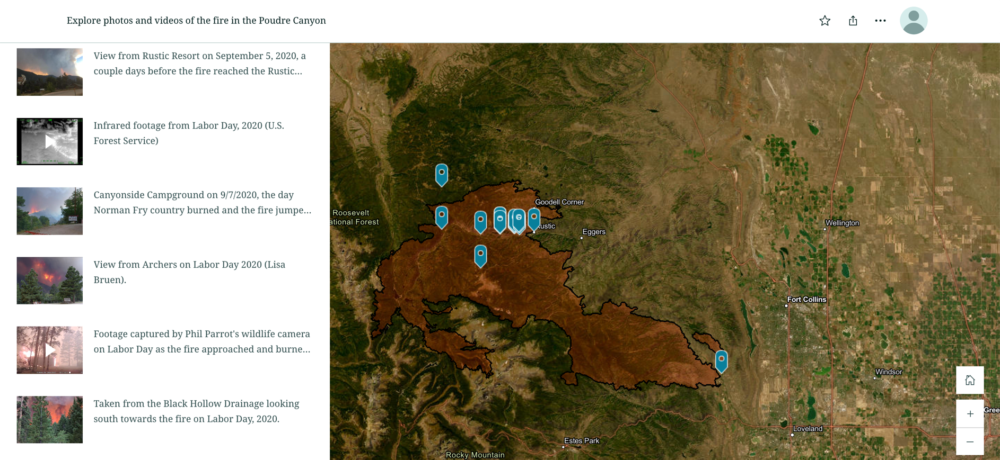 Explore photos and videos of the fire in the Poudre Canyon
View from Rustic Resort on September 5, 2020, a
couple days before the fire reached the Rustic...
Infrared footage from Labor Day, 2020 (U.S.
Forest Service)
Canyonside Campground on 9/7/2020, the day
Norman Fry country burned and the fire jumpe...
View from Archers on Labor Day 2020 (Lisa
Bruen).
Footage captured by Phil Parrot's wildlife camera
on Labor Day as the fire approached and burne...
Taken from the Black Hollow Drainage looking
south towards the fire on Labor Day, 2020.
Goodell Corner
Roosevelt
ational Forest
ustic
Eggers
Wellington
Fort Collins
Windsor
Gree
Loveland
Estes Park
Rocky Mountain